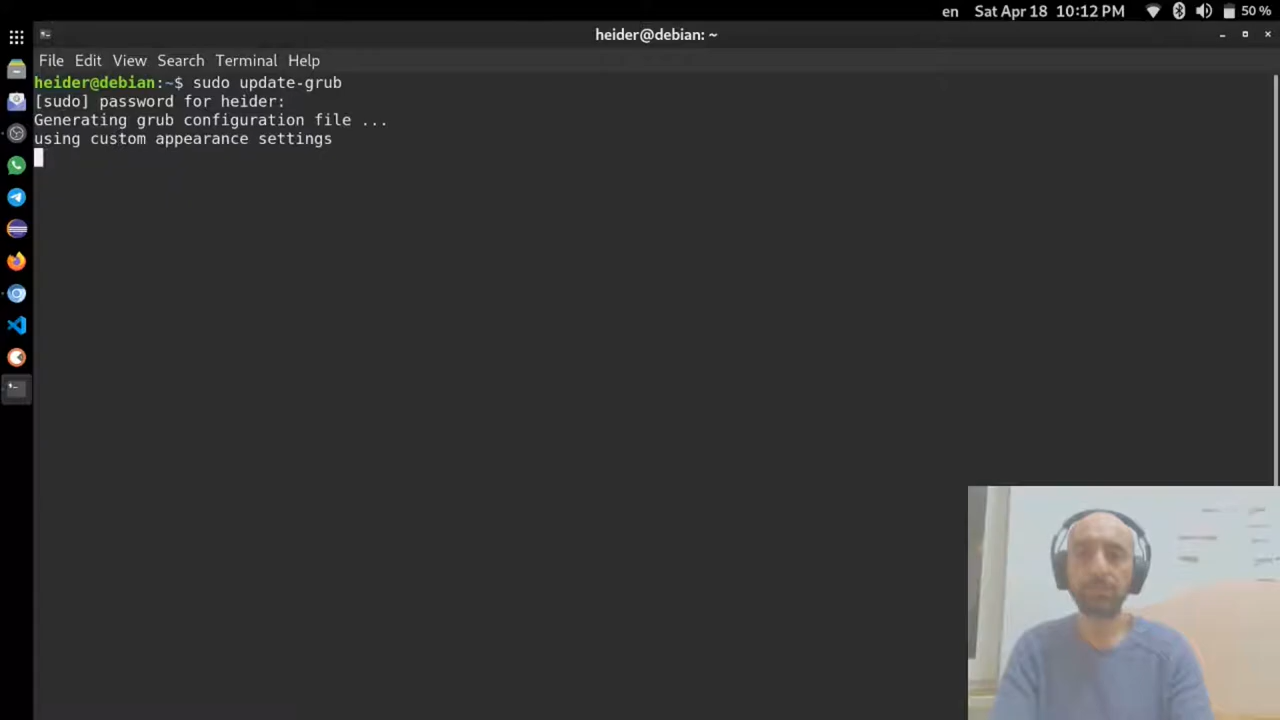 en Sat Apr 18 10:12 PM 50 %
heider@debian: ~
File Edit View Search Terminal Help
heider@debian:~$ sudo update-grub
[sudo] password for heider:
Generating grub configuration file ...
using custom appearance settings